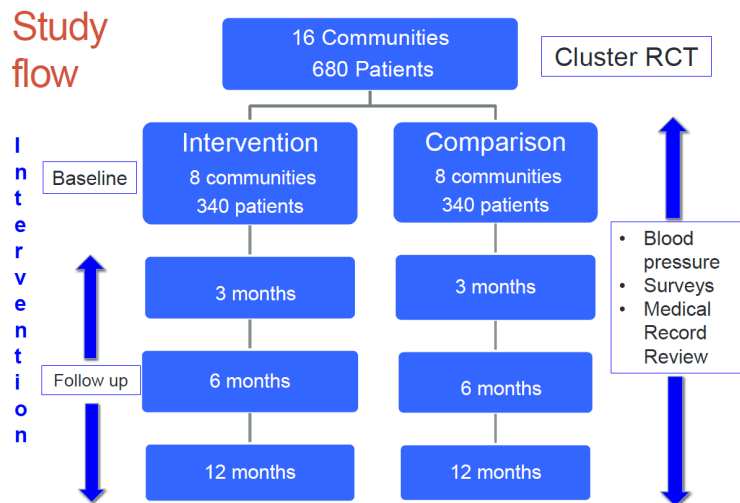 Study
flow
16 Communities
680 Patients
Cluster RCT
Intervention
Baseline
Intervention
8 communities
340 patients
Comparison
8 communities
340 patients
• Blood
pressure
• Surveys
• Medical
Record
Review
3 months
3 months
Follow up
6 months
6 months
12 months
12 months